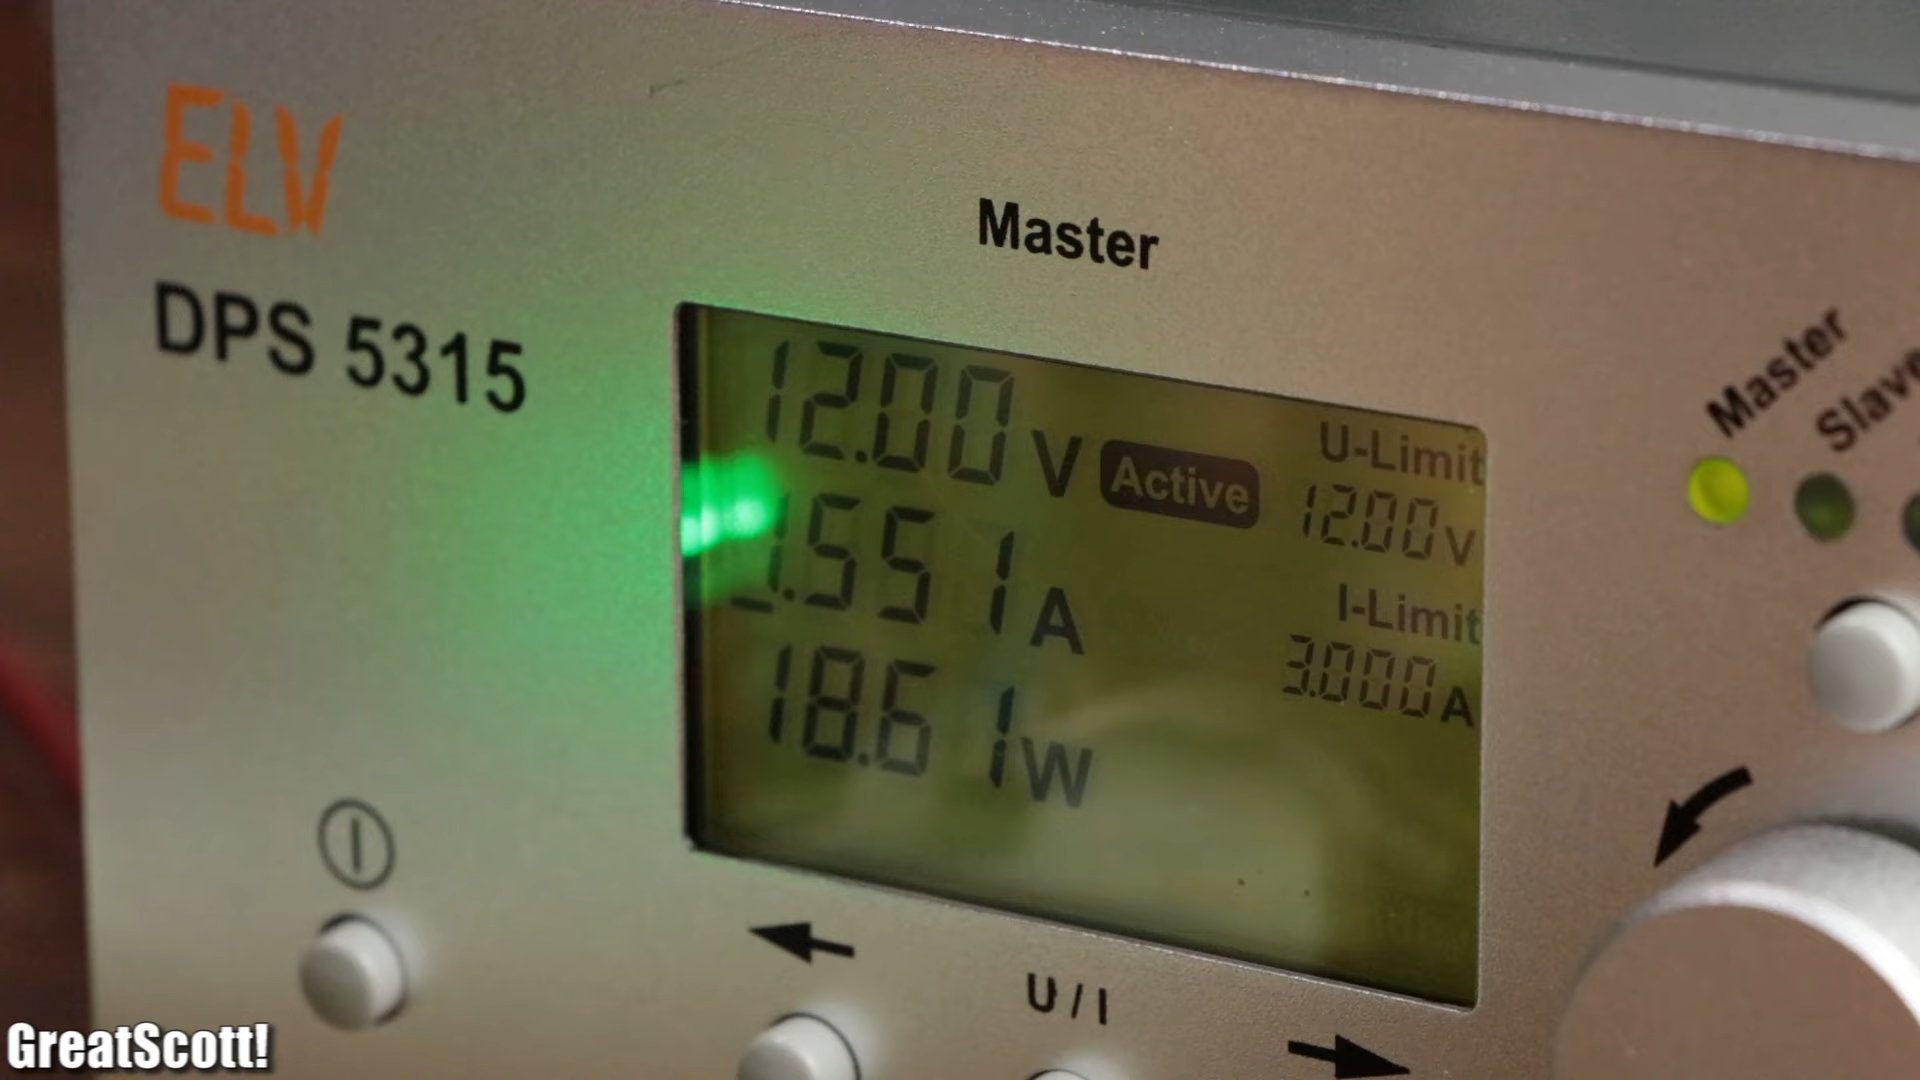 ELV
DPS 5315
Master
12.00 V
Active
1.551 A
18.61 W
U-Limit
12.00 V
I-Limit
3.000 A
Master
Slave
U / I
GreatScott!